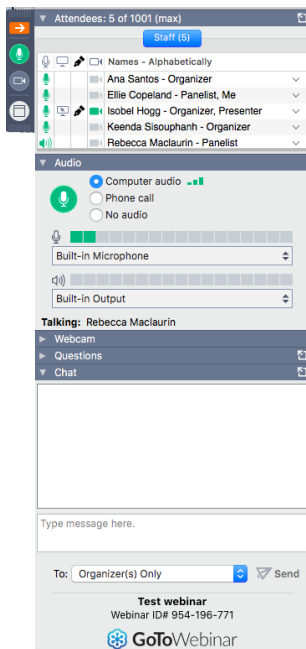 Attendees: 5 of 1001 (max)
Staff (5)
Names - Alphabetically
Ana Santos - Organizer
Ellie Copeland - Panelist, Me
Isobel Hogg - Organizer, Presenter
Keenda Sisouphanh - Organizer
Rebecca Maclaurin - Panelist
Audio
Computer audio
Phone call
No audio
Built-in Microphone
Built-in Output
Talking: Rebecca Maclaurin
Webcam
Questions
Chat
Type message here.
To: Organizer(s) Only Send
Test webinar
Webinar ID# 954-196-771
GoToWebinar